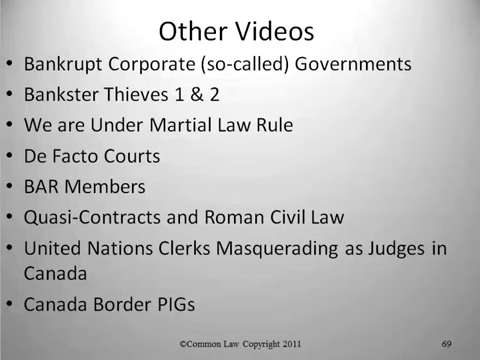 Other Videos
• Bankrupt Corporate (so-called) Governments
• Bankster Thieves 1 & 2
• We are Under Martial Law Rule
• De Facto Courts
• BAR Members
• Quasi-Contracts and Roman Civil Law
• United Nations Clerks Masquerading as Judges in
Canada
• Canada Border PIGs
©Common Law Copyright 2011
69